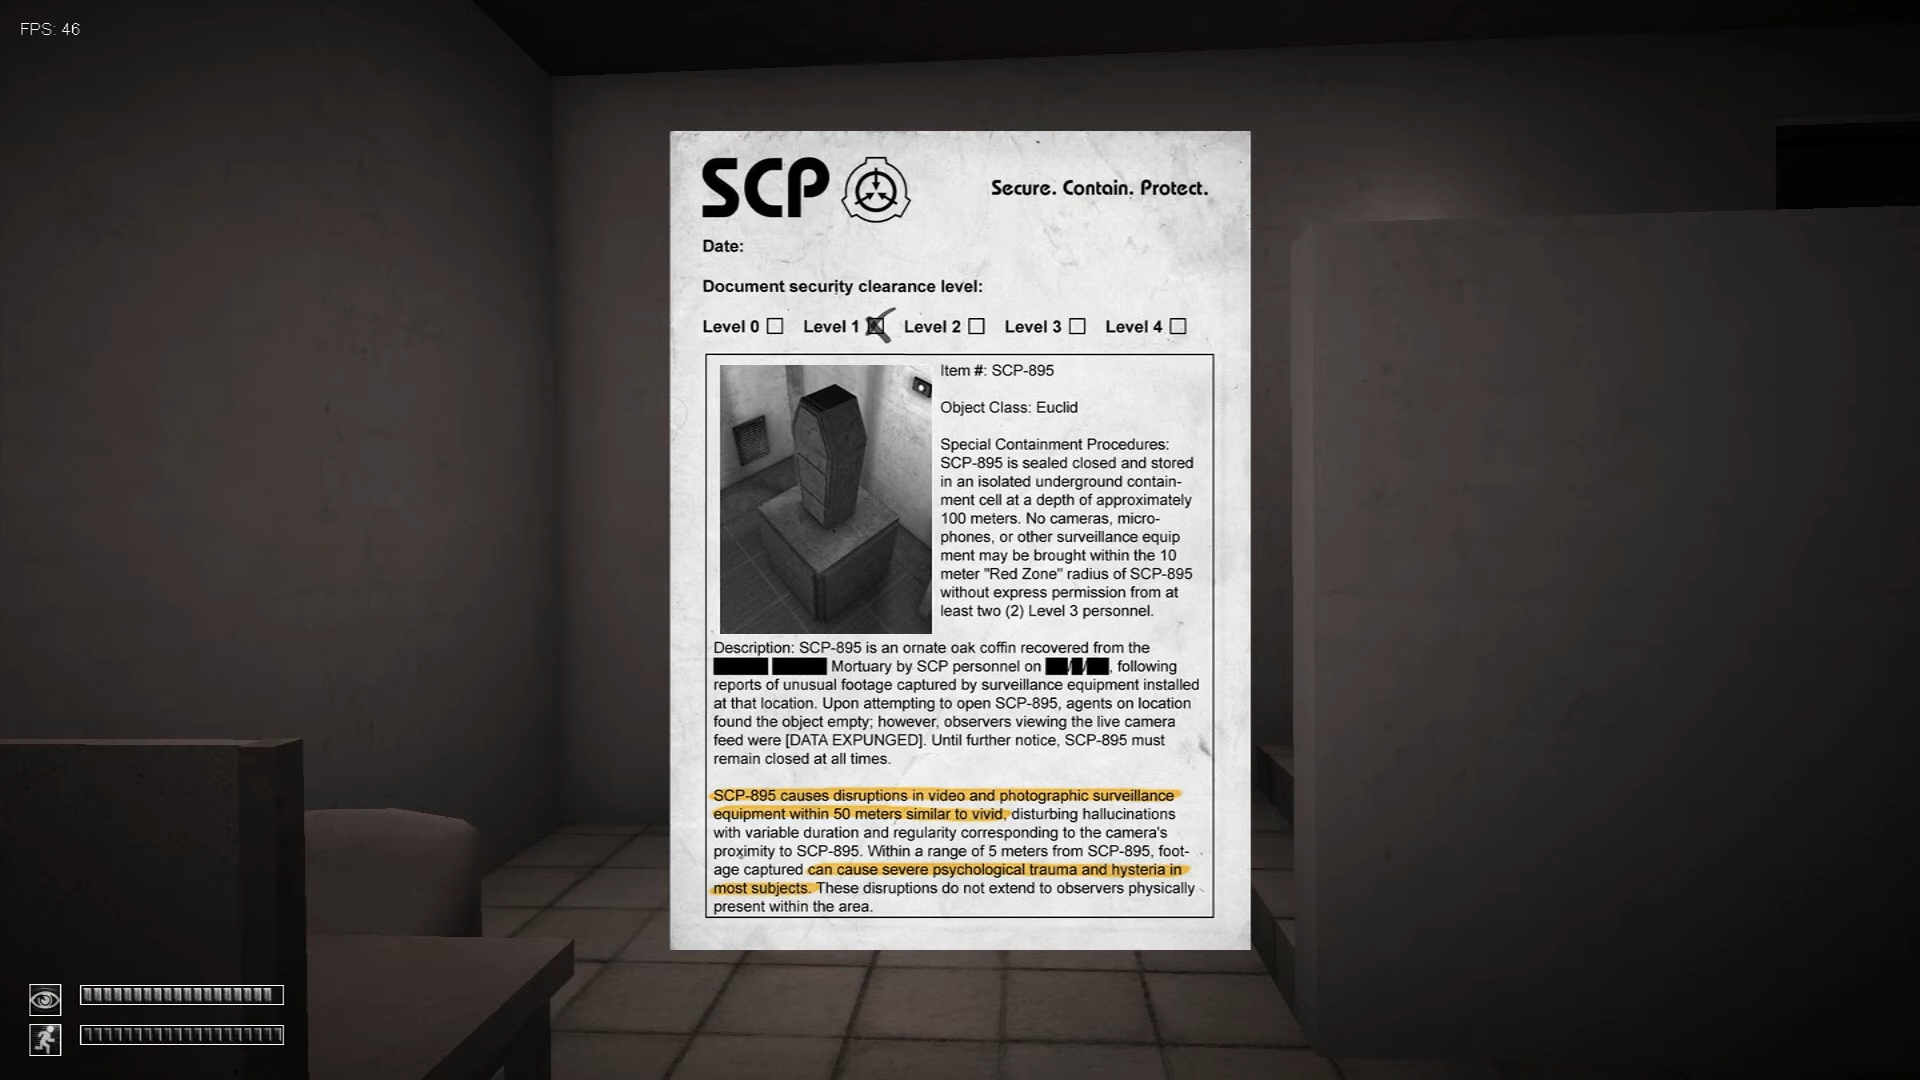 FPS: 46
SCP
Secure. Contain. Protect.
Date:
Document security clearance level:
Level 0 Level 1 Level 2 Level 3 Level 4
Item #: SCP-895
Object Class: Euclid
Special Containment Procedures:
SCP-895 is sealed closed and stored
in an isolated underground contain-
ment cell at a depth of approximately
100 meters. No cameras, micro-
phones, or other surveillance equip
ment may be brought within the 10
meter "Red Zone" radius of SCP-895
without express permission from at
least two (2) Level 3 personnel.
Description: SCP-895 is an ornate oak coffin recovered from the
Mortuary by SCP personnel on / / , following
reports of unusual footage captured by surveillance equipment installed
at that location. Upon attempting to open SCP-895, agents on location
found the object empty; however, observers viewing the live camera
feed were [DATA EXPUNGED]. Until further notice, SCP-895 must
remain closed at all times.
SCP-895 causes disruptions in video and photographic surveillance
equipment within 50 meters similar to vivid, disturbing hallucinations
with variable duration and regularity corresponding to the camera's
proximity to SCP-895. Within a range of 5 meters from SCP-895, foot-
age captured can cause severe psychological trauma and hysteria in
most subjects. These disruptions do not extend to observers physically
present within the area.